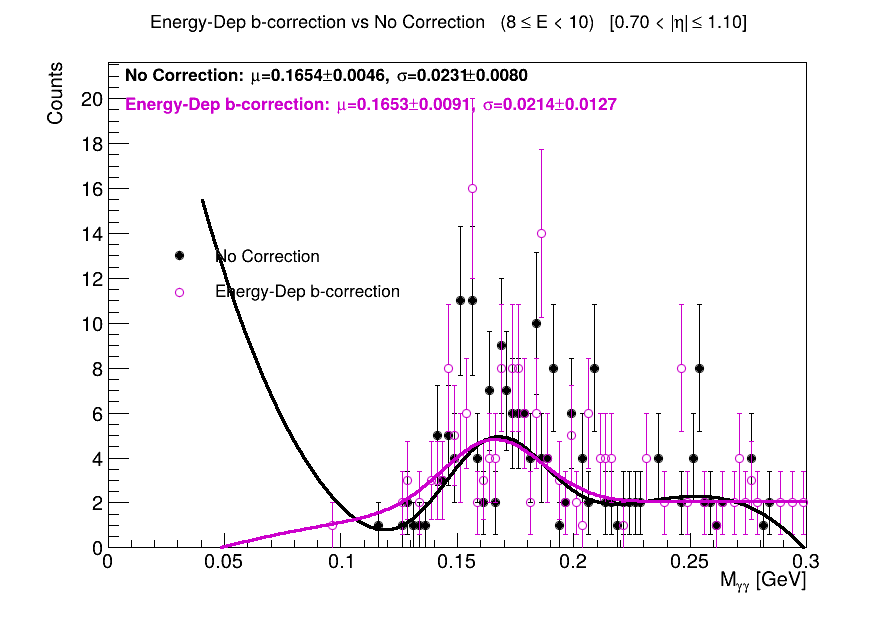 Energy-Dep b-correction vs No Correction (8 ≤ E < 10) [0.70 < |η| ≤ 1.10]
Counts
No Correction: μ=0.1654±0.0046, σ=0.0231±0.0080
Energy-Dep b-correction: μ=0.1653±0.0091, σ=0.0214±0.0127
20
18
16
14
12
10
8
6
4
2
0
No Correction
Energy-Dep b-correction
0 0.05 0.1 0.15 0.2 0.25 0.3
Mγγ [GeV]